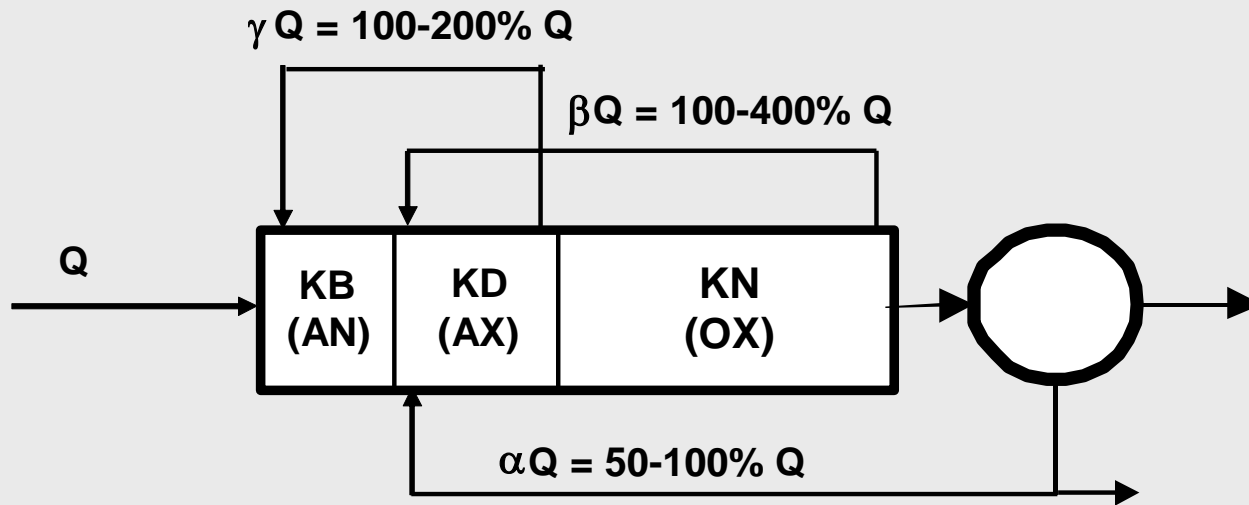 γ Q = 100-200% Q
βQ = 100-400% Q
Q
KB
(AN)
KD
(AX)
KN
(OX)
αQ = 50-100% Q